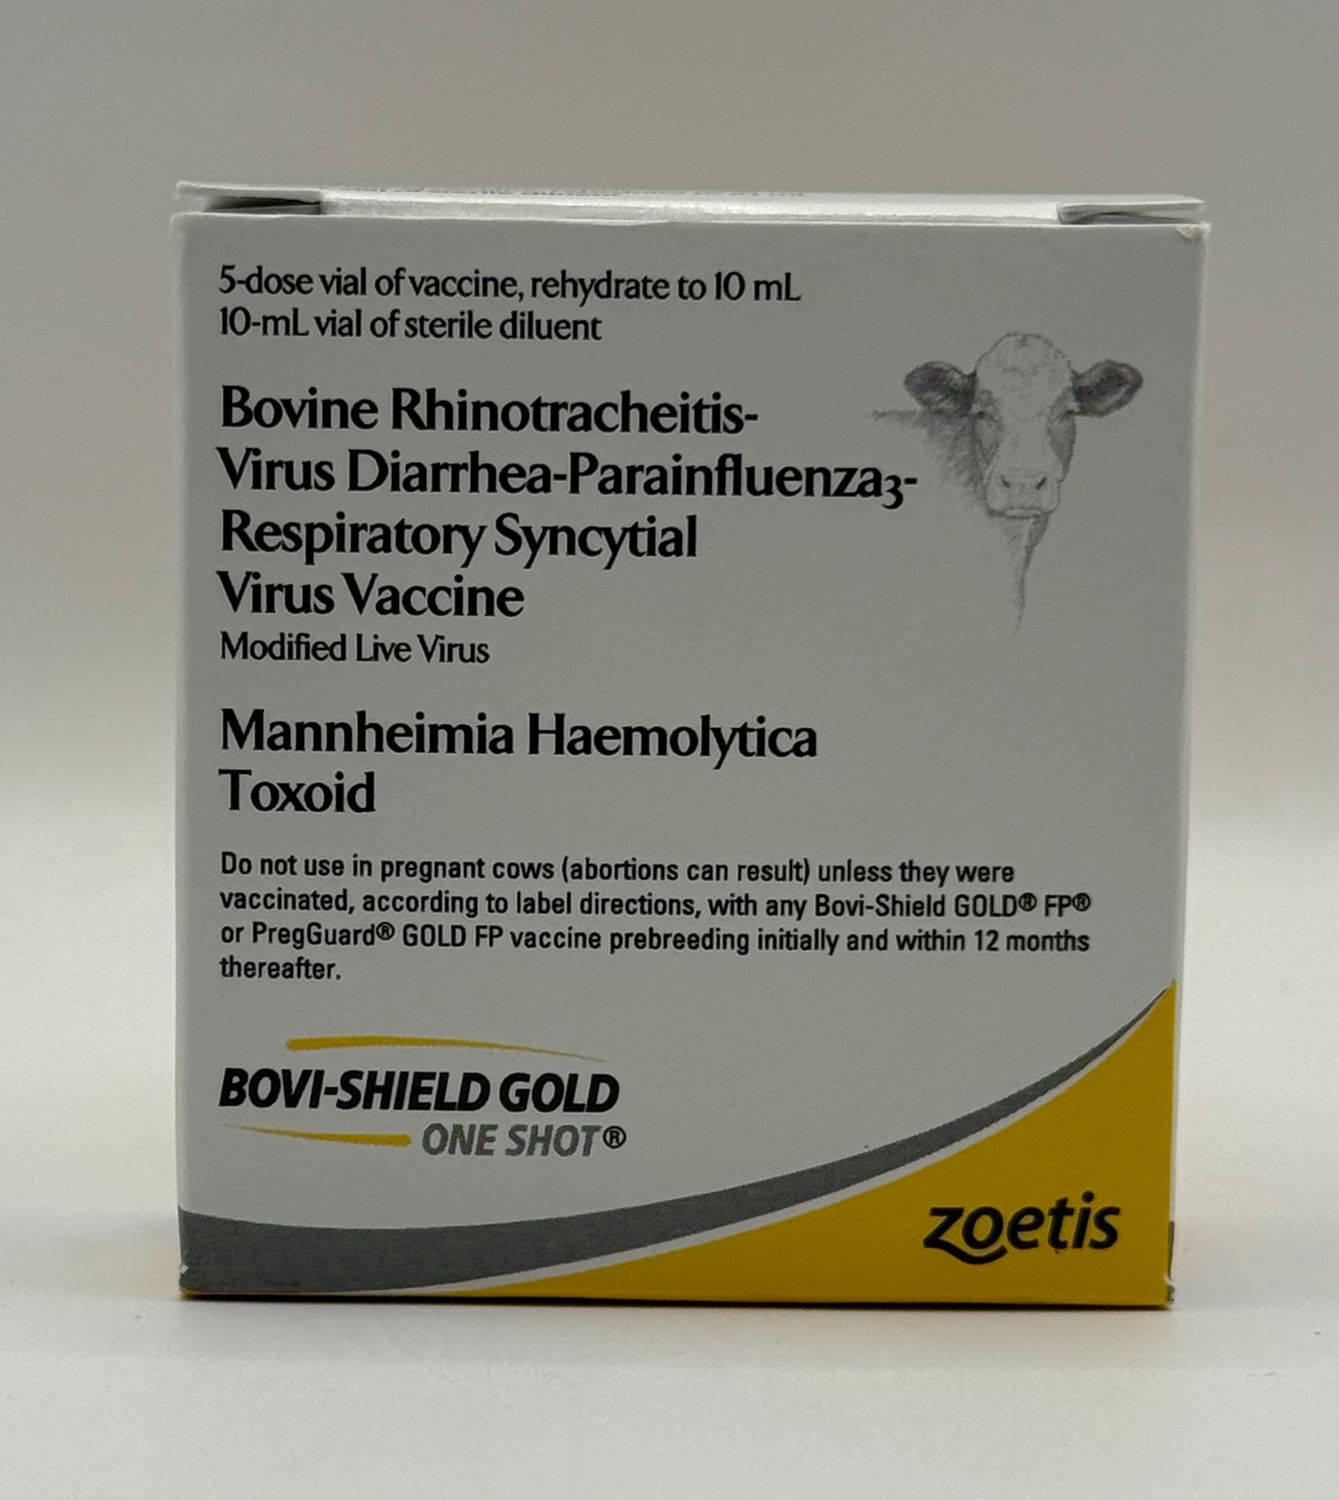 5-dose vial of vaccine, rehydrate to 10 mL
10-mL vial of sterile diluent
Bovine Rhinotracheitis-
Virus Diarrhea-Parainfluenza3-
Respiratory Syncytial
Virus Vaccine
Modified Live Virus
Mannheimia Haemolytica
Toxoid
Do not use in pregnant cows (abortions can result) unless they were
vaccinated, according to label directions, with any Bovi-Shield GOLD® FP®
or PregGuard® GOLD FP vaccine prebreeding initially and within 12 months
thereafter.
BOVI-SHIELD GOLD
ONE SHOT®
zoetis